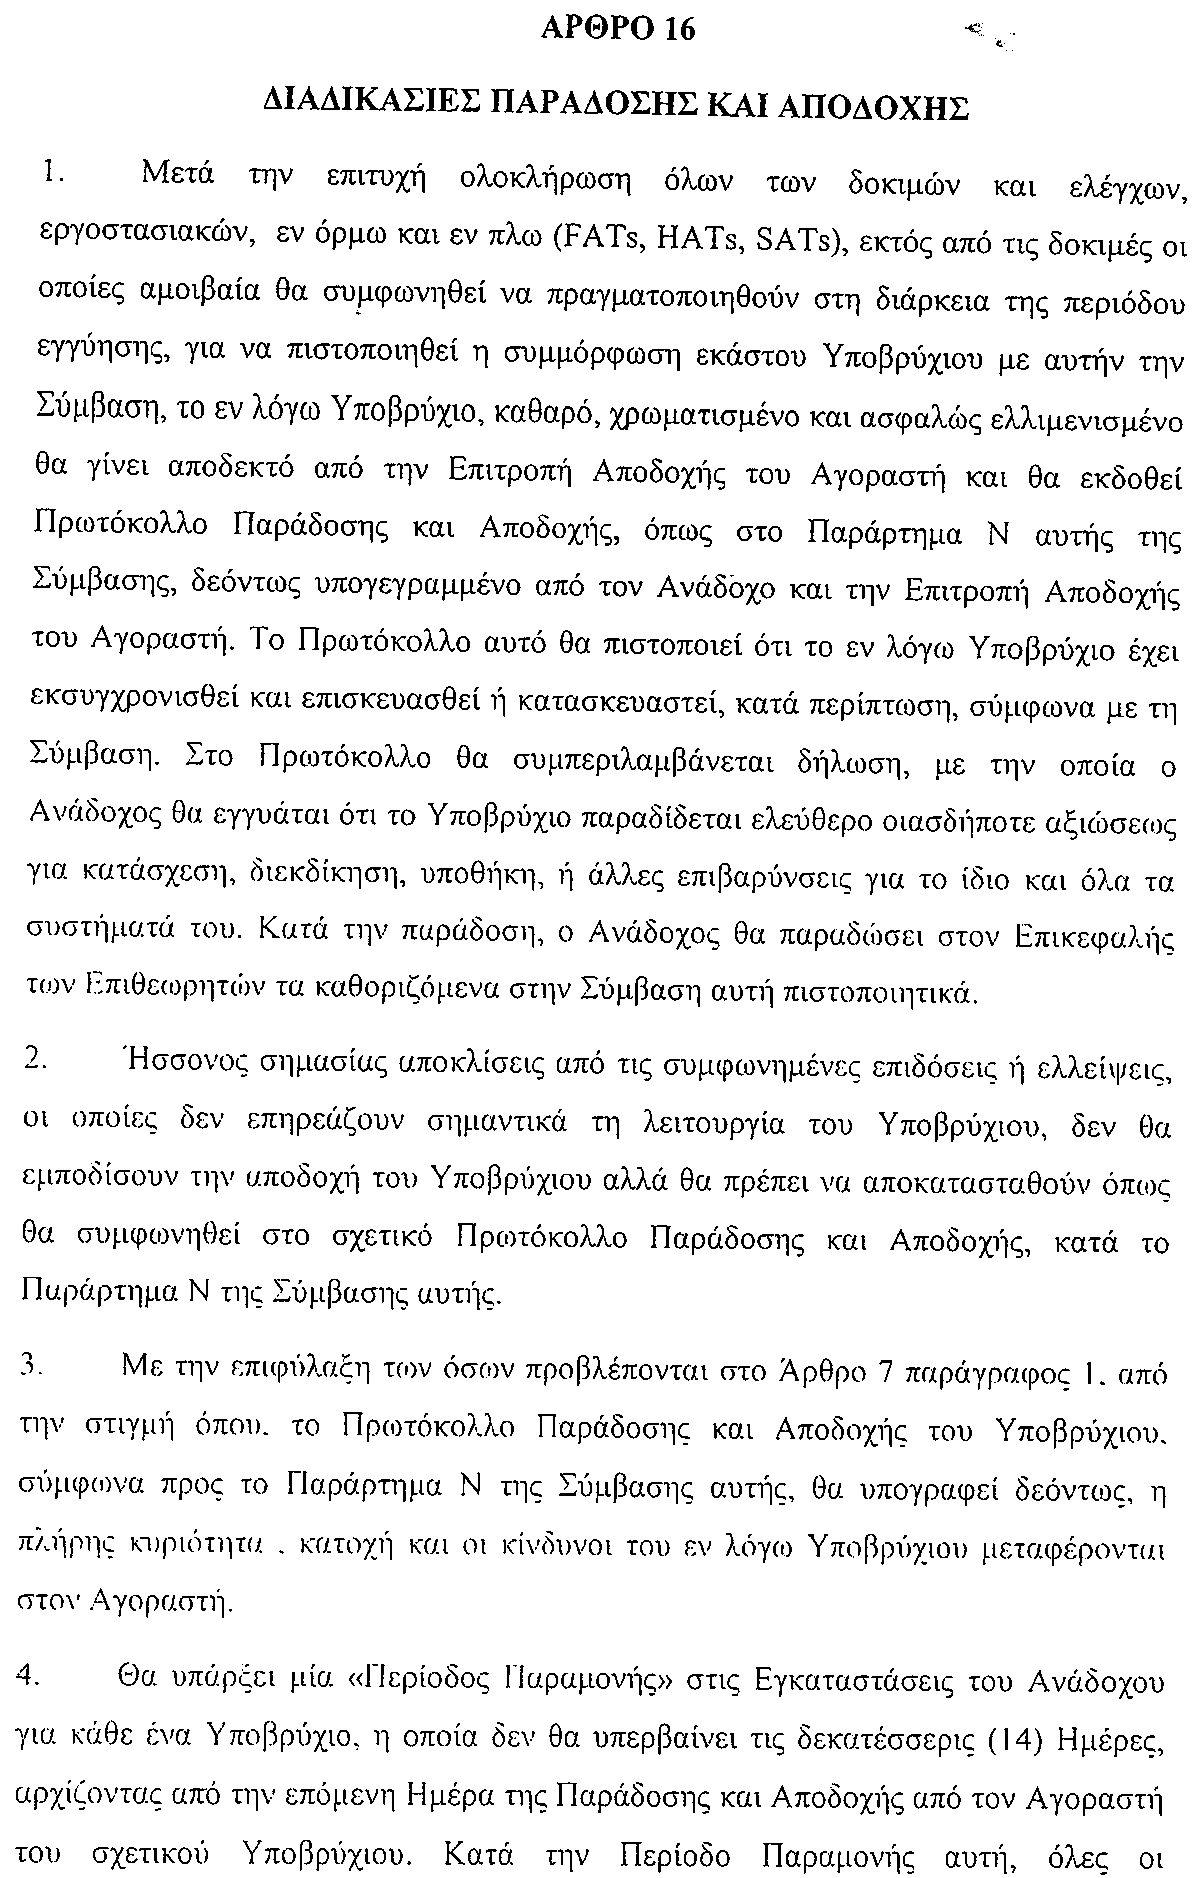 ΑΡΘΡΟ 16
ΔΙΑΔΙΚΑΣΙΕΣ ΠΑΡΑΔΟΣΗΣ ΚΑΙ ΑΠΟΔΟΧΗΣ
1. Μετά την επιτυχή ολοκλήρωση όλων των δοκιμών και ελέγχων,
εργοστασιακών, εν όρμω και εν πλω (FATs, HATs, SATs), εκτός από τις δοκιμές οι
οποίες αμοιβαία θα συμφωνηθεί να πραγματοποιηθούν στη διάρκεια της περιόδου
εγγύησης, για να πιστοποιηθεί η συμμόρφωση εκάστου Υποβρύχιου με αυτήν την
Σύμβαση, το εν λόγω Υποβρύχιο, καθαρό, χρωματισμένο και ασφαλώς ελλιμενισμένο
θα γίνει αποδεκτό από την Επιτροπή Αποδοχής του Αγοραστή και θα εκδοθεί
Πρωτόκολλο Παράδοσης και Αποδοχής, όπως στο Παράρτημα Ν αυτής της
Σύμβασης, δεόντως υπογεγραμμένο από τον Ανάδοχο και την Επιτροπή Αποδοχής
του Αγοραστή. Το Πρωτόκολλο αυτό θα πιστοποιεί ότι το εν λόγω Υποβρύχιο έχει
εκσυγχρονισθεί και επισκευασθεί ή κατασκευαστεί, κατά περίπτωση, σύμφωνα με τη
Σύμβαση. Στο Πρωτόκολλο θα συμπεριλαμβάνεται δήλωση, με την οποία ο
Ανάδοχος θα εγγυάται ότι το Υποβρύχιο παραδίδεται ελεύθερο οιασδήποτε αξιώσεως
για κατάσχεση, διεκδίκηση, υποθήκη, ή άλλες επιβαρύνσεις για το ίδιο και όλα τα
συστήματά του. Κατά την παράδοση, ο Ανάδοχος θα παραδώσει στον Επικεφαλής
των Επιθεωρητών τα καθοριζόμενα στην Σύμβαση αυτή πιστοποιητικά.
2. Ήσσονος σημασίας αποκλίσεις από τις συμφωνημένες επιδόσεις ή ελλείψεις,
οι οποίες δεν επηρεάζουν σημαντικά τη λειτουργία του Υποβρύχιου, δεν θα
εμποδίσουν την αποδοχή του Υποβρύχιου αλλά θα πρέπει να αποκατασταθούν όπως
θα συμφωνηθεί στο σχετικό Πρωτόκολλο Παράδοσης και Αποδοχής, κατά το
Παράρτημα Ν της Σύμβασης αυτής.
3. Με την επιφύλαξη των όσων προβλέπονται στο Άρθρο 7 παράγραφος 1. από
την στιγμή όπου. το Πρωτόκολλο Παράδοσης και Αποδοχής του Υποβρύχιου.
σύμφωνα προς το Παράρτημα Ν της Σύμβασης αυτής, θα υπογραφεί δεόντως, η
πλήρης κυριότητα . κατοχή και οι κίνδυνοι του εν λόγω Υποβρύχιου μεταφέρονται
στον Αγοραστή.
4. Θα υπάρξει μία «Περίοδος Παραμονής» στις Εγκαταστάσεις του Ανάδοχου
για κάθε ένα Υποβρύχιο, η οποία δεν θα υπερβαίνει τις δεκατέσσερις (14) Ημέρες,
αρχίζοντας από την επόμενη Ημέρα της Παράδοσης και Αποδοχής από τον Αγοραστή
του σχετικού Υποβρύχιου. Κατά την Περίοδο Παραμονής αυτή, όλες οι